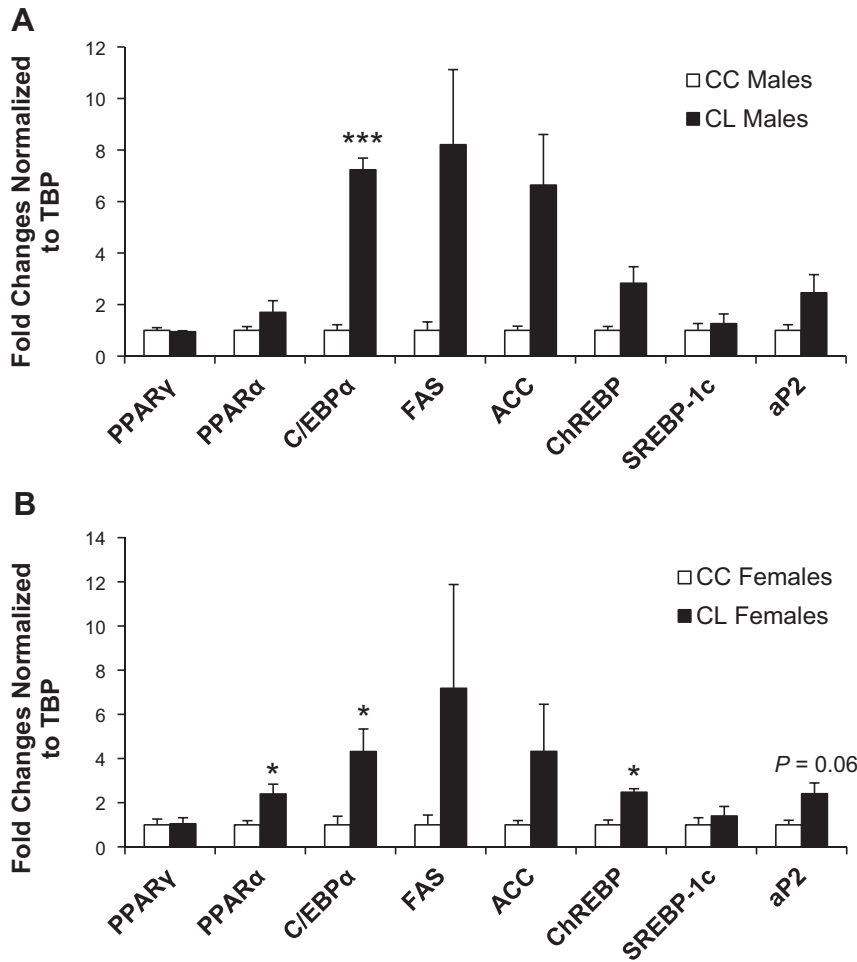 A
Fold Changes Normalized
to TBP
12
10
8
6
4
2
0
***
CC Males
CL Males
PPARγ
PPARα
C/EBPα
FAS
ACC
ChREBP
SREBP-1c
aP2
B
Fold Changes Normalized
to TBP
14
12
10
8
6
4
2
0
*
*
*
P = 0.06
CC Females
CL Females
PPARγ
PPARα
C/EBPα
FAS
ACC
ChREBP
SREBP-1c
aP2